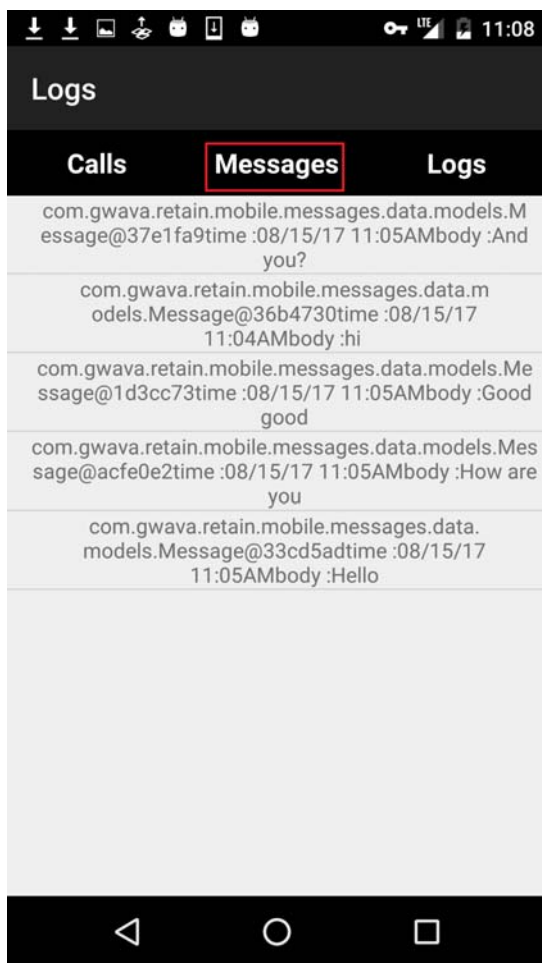 LTE 11:08
Logs
Calls Messages Logs
com.gwava.retain.mobile.messages.data.models.M
essage@37e1fa9time :08/15/17 11:05AMbody :And
you?
com.gwava.retain.mobile.messages.data.m
odels.Message@36b4730time :08/15/17
11:04AMbody :hi
com.gwava.retain.mobile.messages.data.models.Me
ssage@1d3cc73time :08/15/17 11:05AMbody :Good
good
com.gwava.retain.mobile.messages.data.models.Mes
sage@acfe0e2time :08/15/17 11:05AMbody :How are
you
com.gwava.retain.mobile.messages.data.
models.Message@33cd5adtime :08/15/17
11:05AMbody :Hello